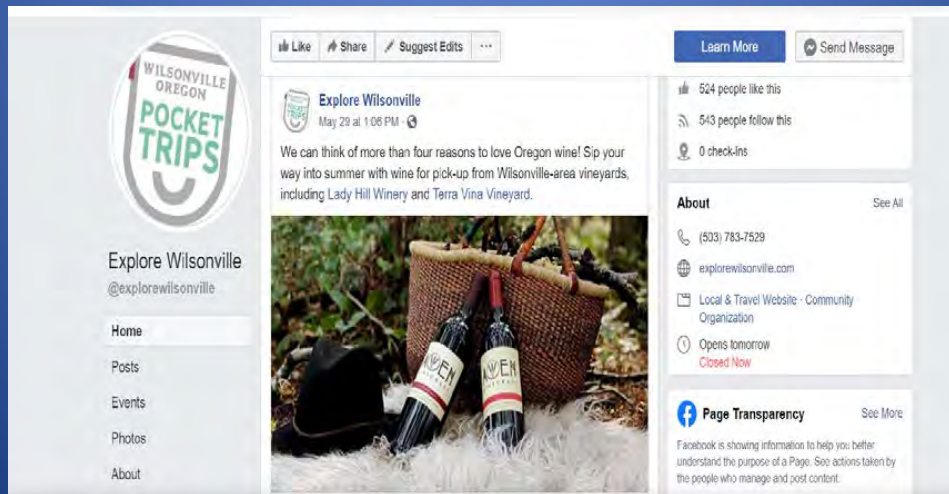 WILSONVILLE
OREGON
POCKET
TRIPS
Explore Wilsonville
@explorewilsonville
Home
Posts
Events
Photos
About
Like Share Suggest Edits ...
Explore Wilsonville
May 29 at 1:06 PM ·
We can think of more than four reasons to love Oregon wine! Sip your
way into summer with wine for pick-up from Wilsonville-area vineyards,
including Lady Hill Winery and Terra Vina Vineyard.
Learn More Send Message
524 people like this
543 people follow this
0 check-ins
About See All
(503) 783-7529
explorewilsonville.com
Local & Travel Website · Community
Organization
Opens tomorrow
Closed Now
Page Transparency See More
Facebook is showing information to help you better
understand the purpose of a Page. See actions taken by
the people who manage and post content.